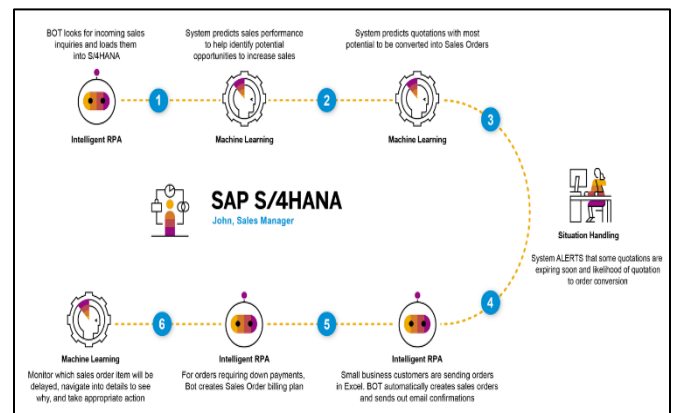 BOT looks for incoming sales
inquiries and loads them
into S/4HANA
System predicts sales performance
to help identify potential
opportunities to increase sales
System predicts quotations with most
potential to be converted into Sales Orders
1
2
3
Intelligent RPA
Machine Learning
Machine Learning
SAP S/4HANA
John, Sales Manager
Situation Handling
System ALERTS that some quotations are
expiring soon and likelihood of quotation
to order conversion
4
5
6
Machine Learning
Monitor which sales order item will be
delayed, navigate into details to see
why, and take appropriate action
Intelligent RPA
For orders requiring down payments,
Bot creates Sales Order billing plan
Intelligent RPA
Small business customers are sending orders
in Excel. BOT automatically creates sales orders
and sends out email confirmations